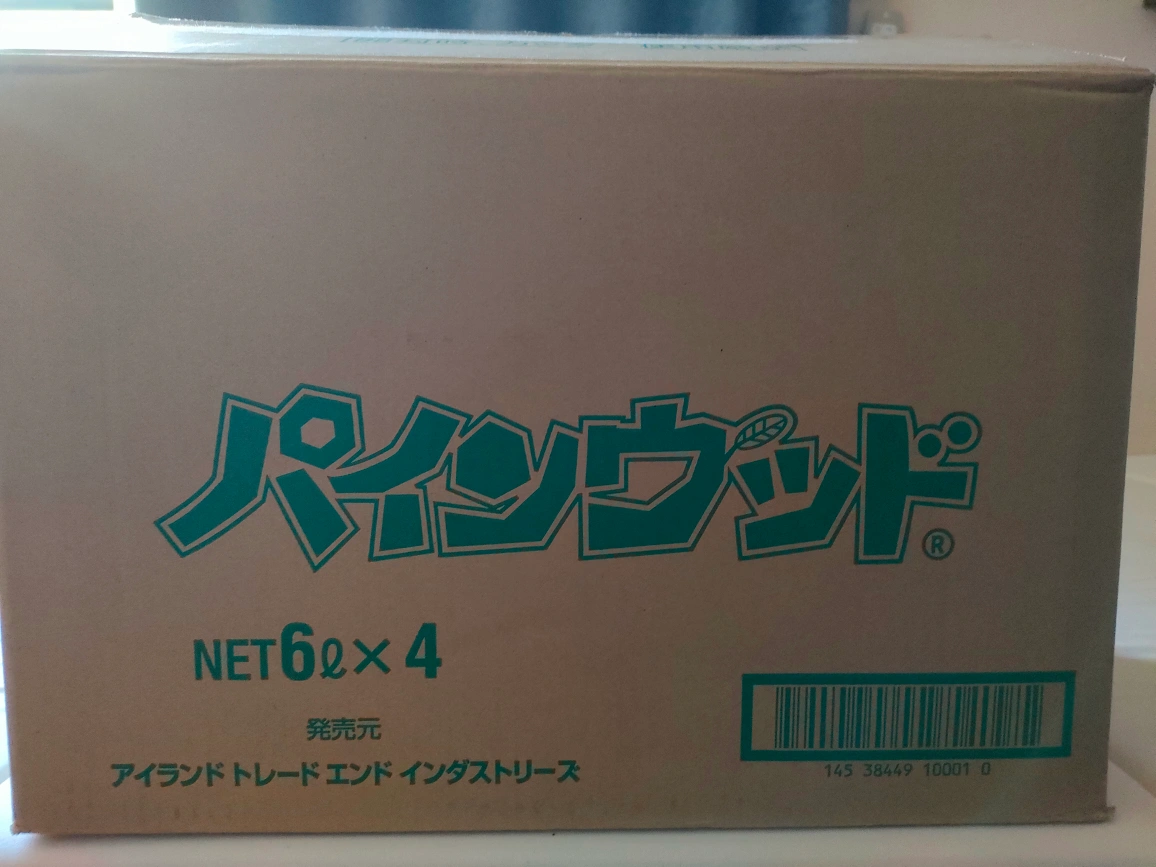 パインウッド®
NET6ℓ×4
発売元
アイランド トレード エンド インダストリーズ
145 38449 10001 0